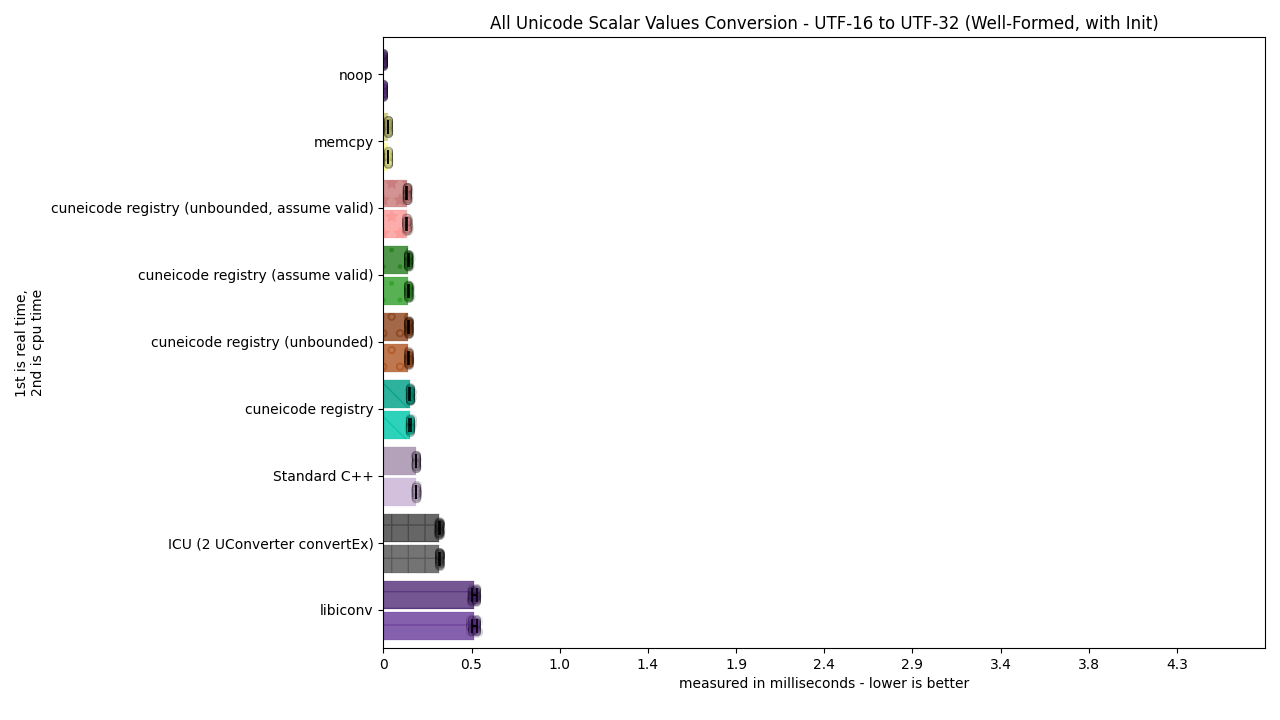 All Unicode Scalar Values Conversion - UTF-16 to UTF-32 (Well-Formed, with Init)
1st is real time,
2nd is cpu time
noop
memcpy
cuneicode registry (unbounded, assume valid)
cuneicode registry (assume valid)
cuneicode registry (unbounded)
cuneicode registry
Standard C++
ICU (2 UConverter convertEx)
libiconv
0 0.5 1.0 1.4 1.9 2.4 2.9 3.4 3.8 4.3
measured in milliseconds - lower is better